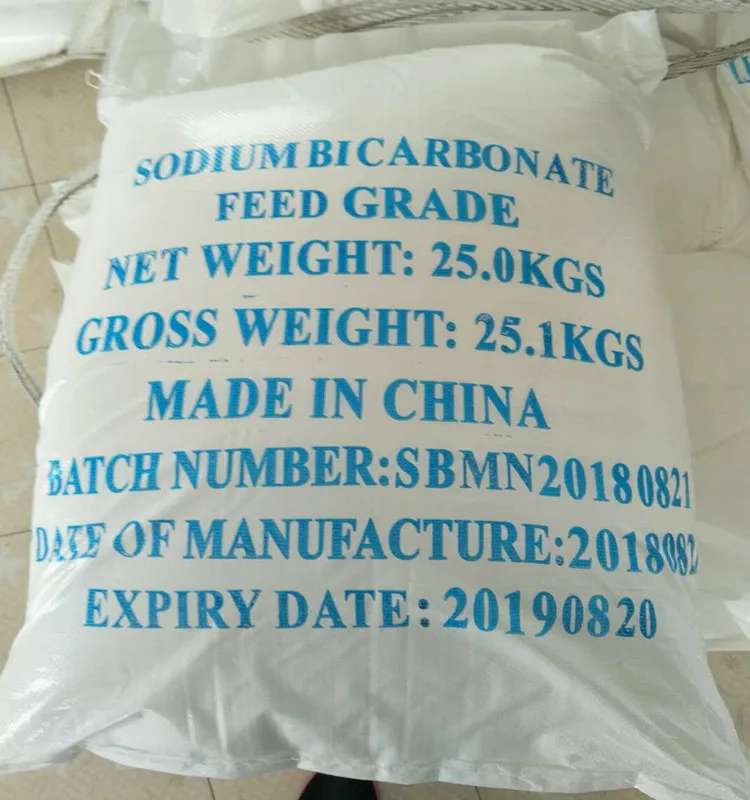 SODIUM BICARBONATE
FEED GRADE
NET WEIGHT: 25.0KGS
GROSS WEIGHT: 25.1KGS
MADE IN CHINA
BATCH NUMBER:SBMN20180821
DATE OF MANUFACTURE:
EXPIRY DATE: 20190820